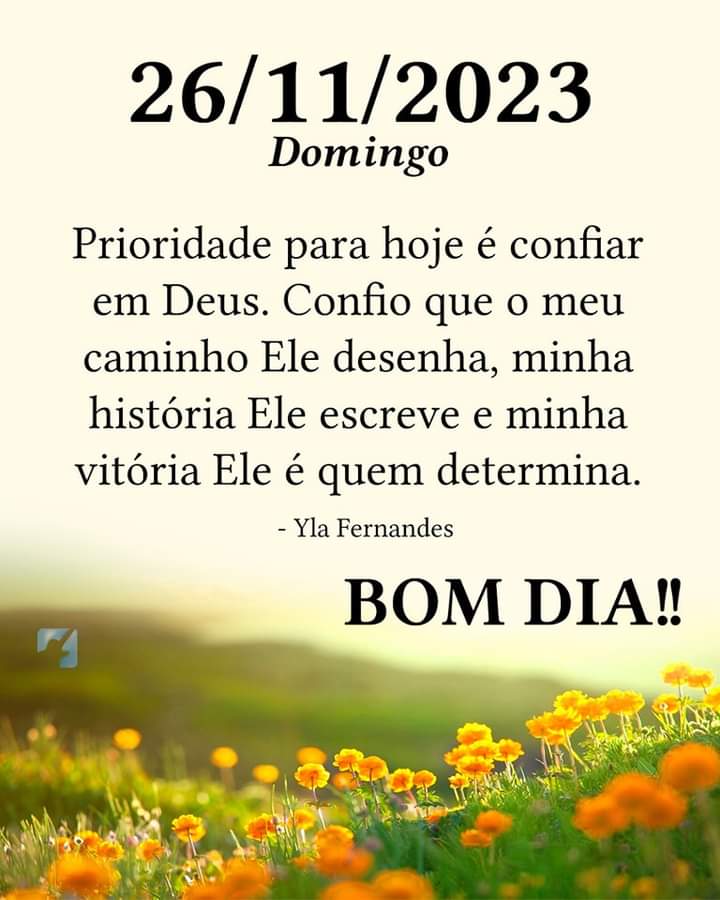 26/11/2023
Domingo
Prioridade para hoje é confiar
em Deus. Confio que o meu
caminho Ele desenha, minha
história Ele escreve e minha
vitória Ele é quem determina.
- Yla Fernandes
BOM DIA!!